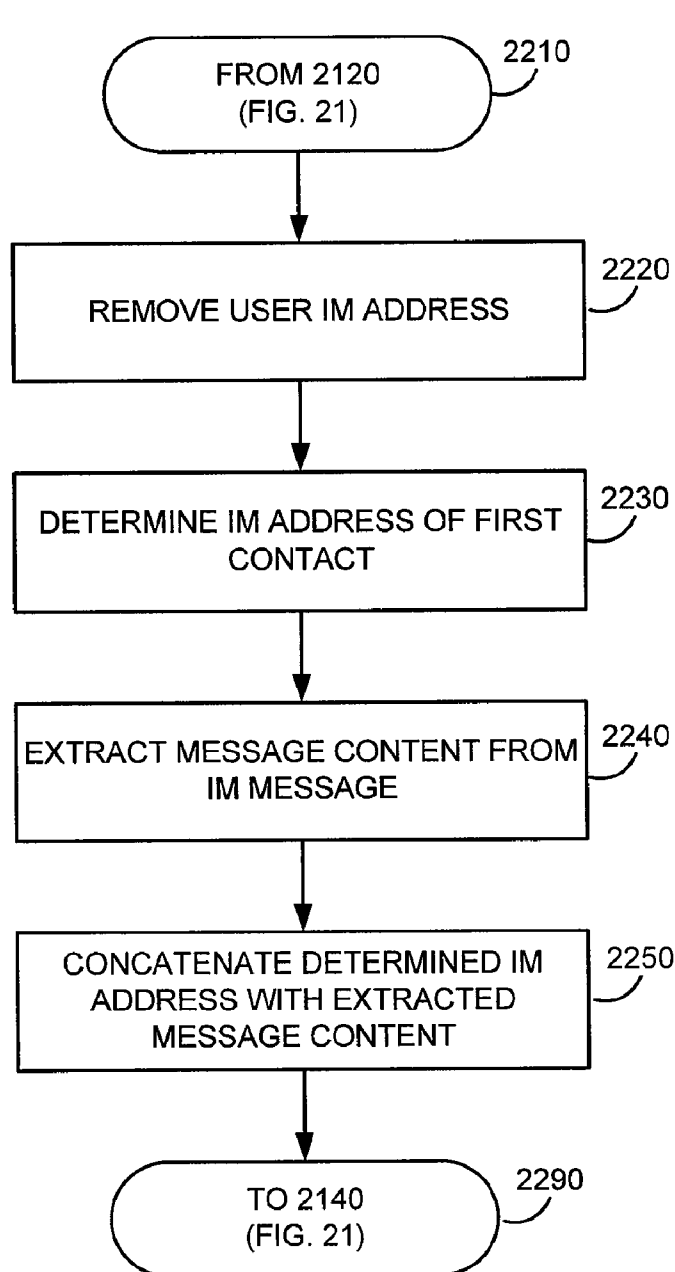 FROM 2120
(FIG. 21)
2210
REMOVE USER IM ADDRESS
2220
DETERMINE IM ADDRESS OF FIRST
CONTACT
2230
EXTRACT MESSAGE CONTENT FROM
IM MESSAGE
2240
CONCATENATE DETERMINED IM
ADDRESS WITH EXTRACTED
MESSAGE CONTENT
2250
TO 2140
(FIG. 21)
2290